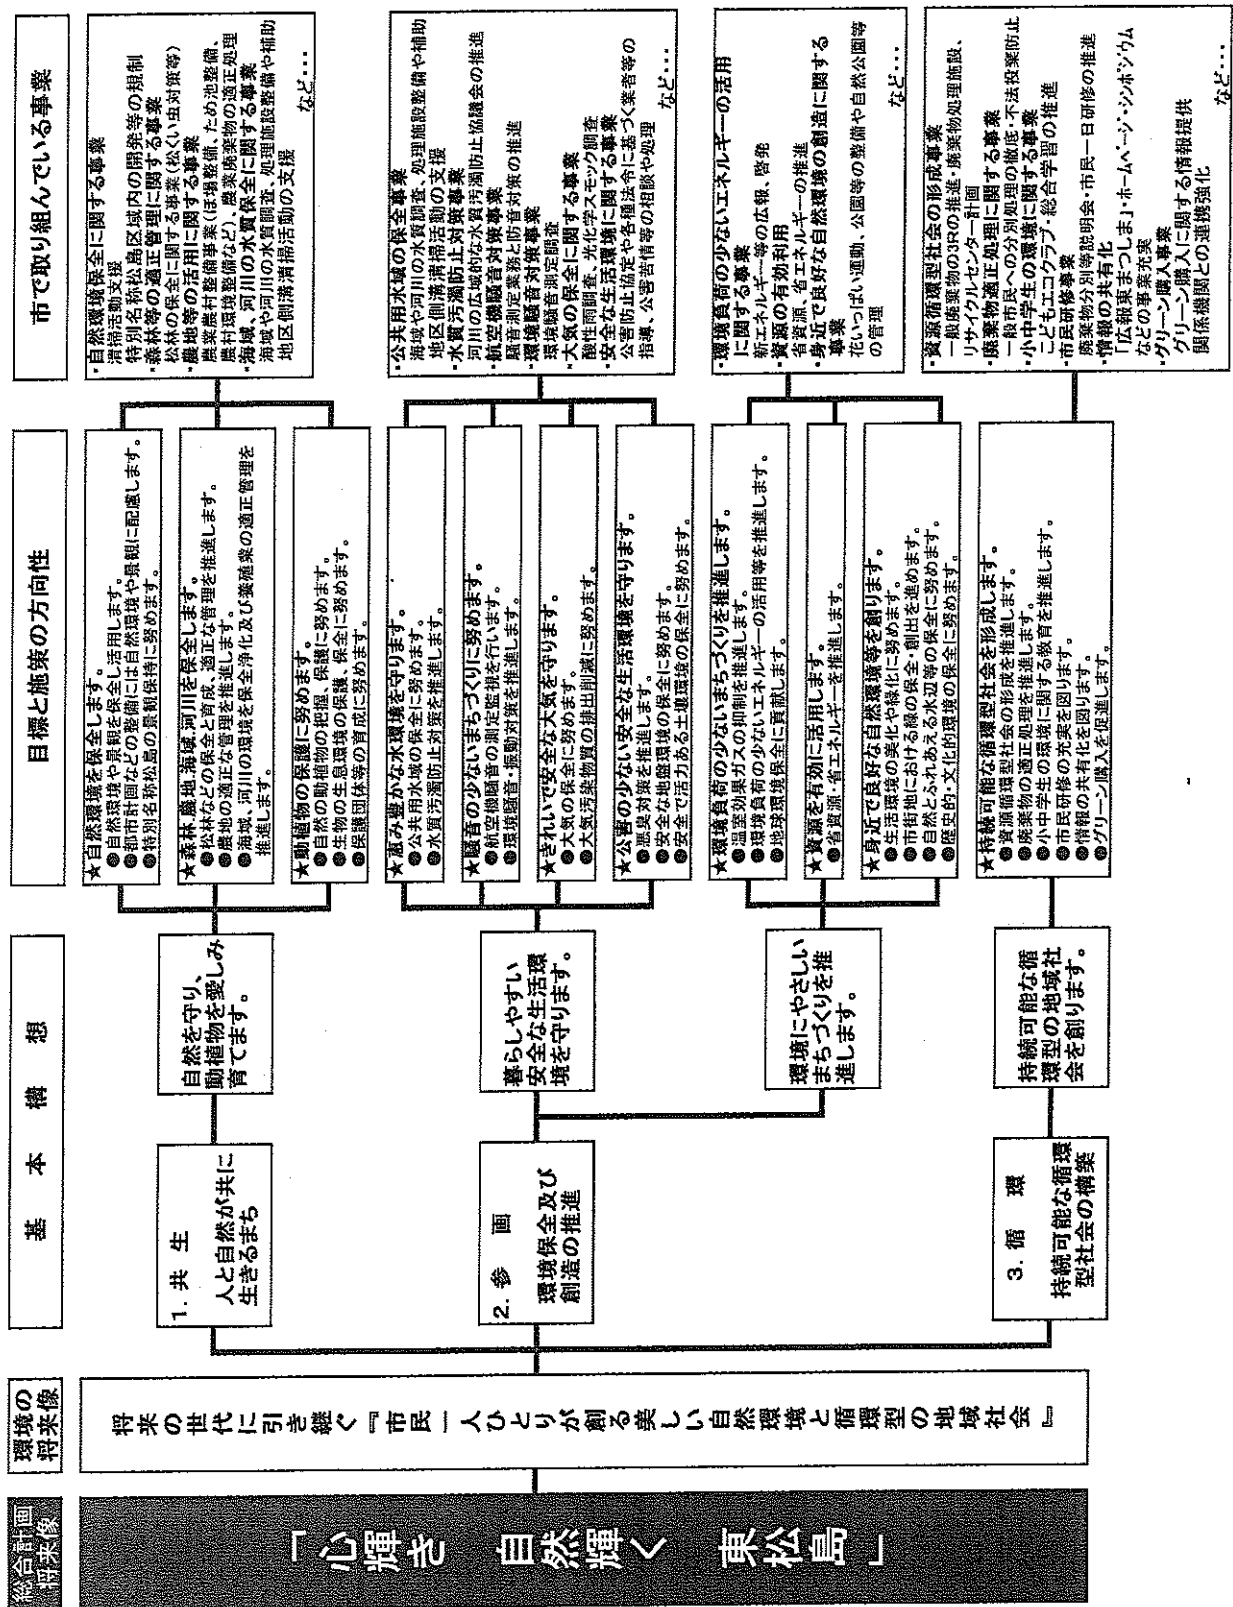 総合計画
将来像
環境の
将来像
基本構想
目標と施策の方向性
市で取り組んでいる事業
「心輝き 自然輝く 東松島」
将来の世代に引き継ぐ『市民一人ひとりが創る美しい自然環境と循環型の地域社会』
1. 共 生
人と自然が共に
生きるまち
自然を守り、
動植物を愛しみ
育てます。
★自然環境を保全します。
●自然環境や景観を保全し活用します。
●都市計画などの整備には自然環境や景観に配慮します。
●特別名称松島の景観保持に努めます。
★森林,農地,海域,河川を保全します。
●松林などの保全と育成、適正な管理を推進します。
●農地の適正な管理を推進します。
●海域、河川の環境を保全浄化及び養殖業の適正管理を
推進します。
★動植物の保護に努めます。
●自然の動植物の把握、保護に努めます。
●生物の生息環境の保護、保全に努めます。
●保護団体等の育成に努めます。
・自然環境保全に関する事業
清掃活動支援
特別名称松島区域内の開発等の規制
・森林等の適正管理に関する事業
松林の保全に関する事業(松くい虫対策等)
・農地等の活用に関する事業
農業農村整備事業(ほ場整備、ため池整備、
農村環境整備など)、農業廃棄物の適正処理
・海域、河川の水質保全に関する事業
海域や河川の水質調査、処理施設整備や補助
地区側溝清掃活動の支援
など…
2. 参 画
環境保全及び
創造の推進
暮らしやすい
安全な生活環
境を守ります。
★恵み豊かな水環境を守ります。
●公共用水域の保全に努めます。
●水質汚濁防止対策を推進します。
★騒音の少ないまちづくりに努めます。
●航空機騒音の測定監視を行います。
●環境騒音・振動対策を推進します。
★きれいで安全な大気を守ります。
●大気の保全に努めます。
●大気汚染物質の排出削減に努めます。
★公害の少ない安全な生活環境を守ります。
●悪臭対策を推進します。
●安全な地盤環境の保全に努めます。
●安全で活力ある土壌環境の保全に努めます。
・公共用水域の保全事業
海域や河川の水質調査、処理施設整備や補助
地区側溝清掃活動の支援
・水質汚濁防止対策事業
河川の広域的な水質汚濁防止協議会の推進
・航空機騒音対策事業
騒音測定業務と防音対策の推進
・環境騒音対策事業
環境騒音測定調査
・大気の保全に関する事業
酸性雨調査、光化学スモック調査
・安全な生活環境に関する事業
公害防止協定や各種法令に基づく業者等の
指導、公害苦情等の相談や処理
など…
環境にやさしい
まちづくりを推
進します。
★環境負荷の少ないまちづくりを推進します。
●温室効果ガスの抑制を推進します。
●環境負荷の少ないエネルギーの活用等を推進します。
●地球環境保全に貢献します。
★資源を有効に活用します。
●省資源・省エネルギーを推進します。
★身近で良好な自然環境等を創ります。
●生活環境の美化や緑化に努めます。
●市街地における緑の保全・創出を進めます。
●自然とふれあえる水辺等の保全に努めます。
●歴史的・文化的環境の保全に努めます。
・環境負荷の少ないエネルギーの活用
に関する事業
新エネルギー等の広報、啓発
・資源の有効利用
省資源、省エネルギーの推進
・身近で良好な自然環境の創造に関する
事業
花いっぱい運動、公園等の整備や自然公園等
の管理
など…
3. 循 環
持続可能な循環
型社会の構築
持続可能な循
環型の地域社
会を創ります。
★持続可能な循環型社会を形成します。
●資源循環型社会の形成を推進します。
●廃棄物の適正処理を推進します。
●小中学生の環境に関する教育を推進します。
●市民研修の充実を図ります。
●情報の共有化を図ります。
●グリーン購入を促進します。
・資源循環型社会の形成事業
一般廃棄物の3Rの推進・廃棄物処理施設、
リサイクルセンター計画
・廃棄物適正処理に関する事業
一般市民への分別処理の徹底・不法投棄防止
・小中学生の環境に関する事業
こどもエコクラブ・総合学習の推進
・市民研修事業
廃棄物分別等説明会・市民一日研修の推進
・情報の共有化
「広報東まつしま」・ホームページ・シンポジウム
などの事業充実
・グリーン購入事業
グリーン購入に関する情報提供
関係機関との連携強化
など…